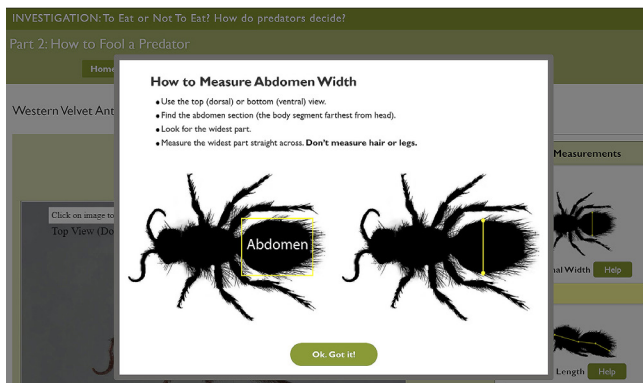 INVESTIGATION: To Eat or Not To Eat? How do predators decide?
Part 2: How to Fool a Predator
Hom
How to Measure Abdomen Width
• Use the top (dorsal) or bottom (ventral) view.
• Find the abdomen section (the body segment farthest from head).
• Look for the widest part.
• Measure the widest part straight across. Don't measure hair or legs.
Western Velvet Ant
Measurements
Click on image to
Top View (Do
Abdomen
nal Width Help
Ok. Got it!
Length Help